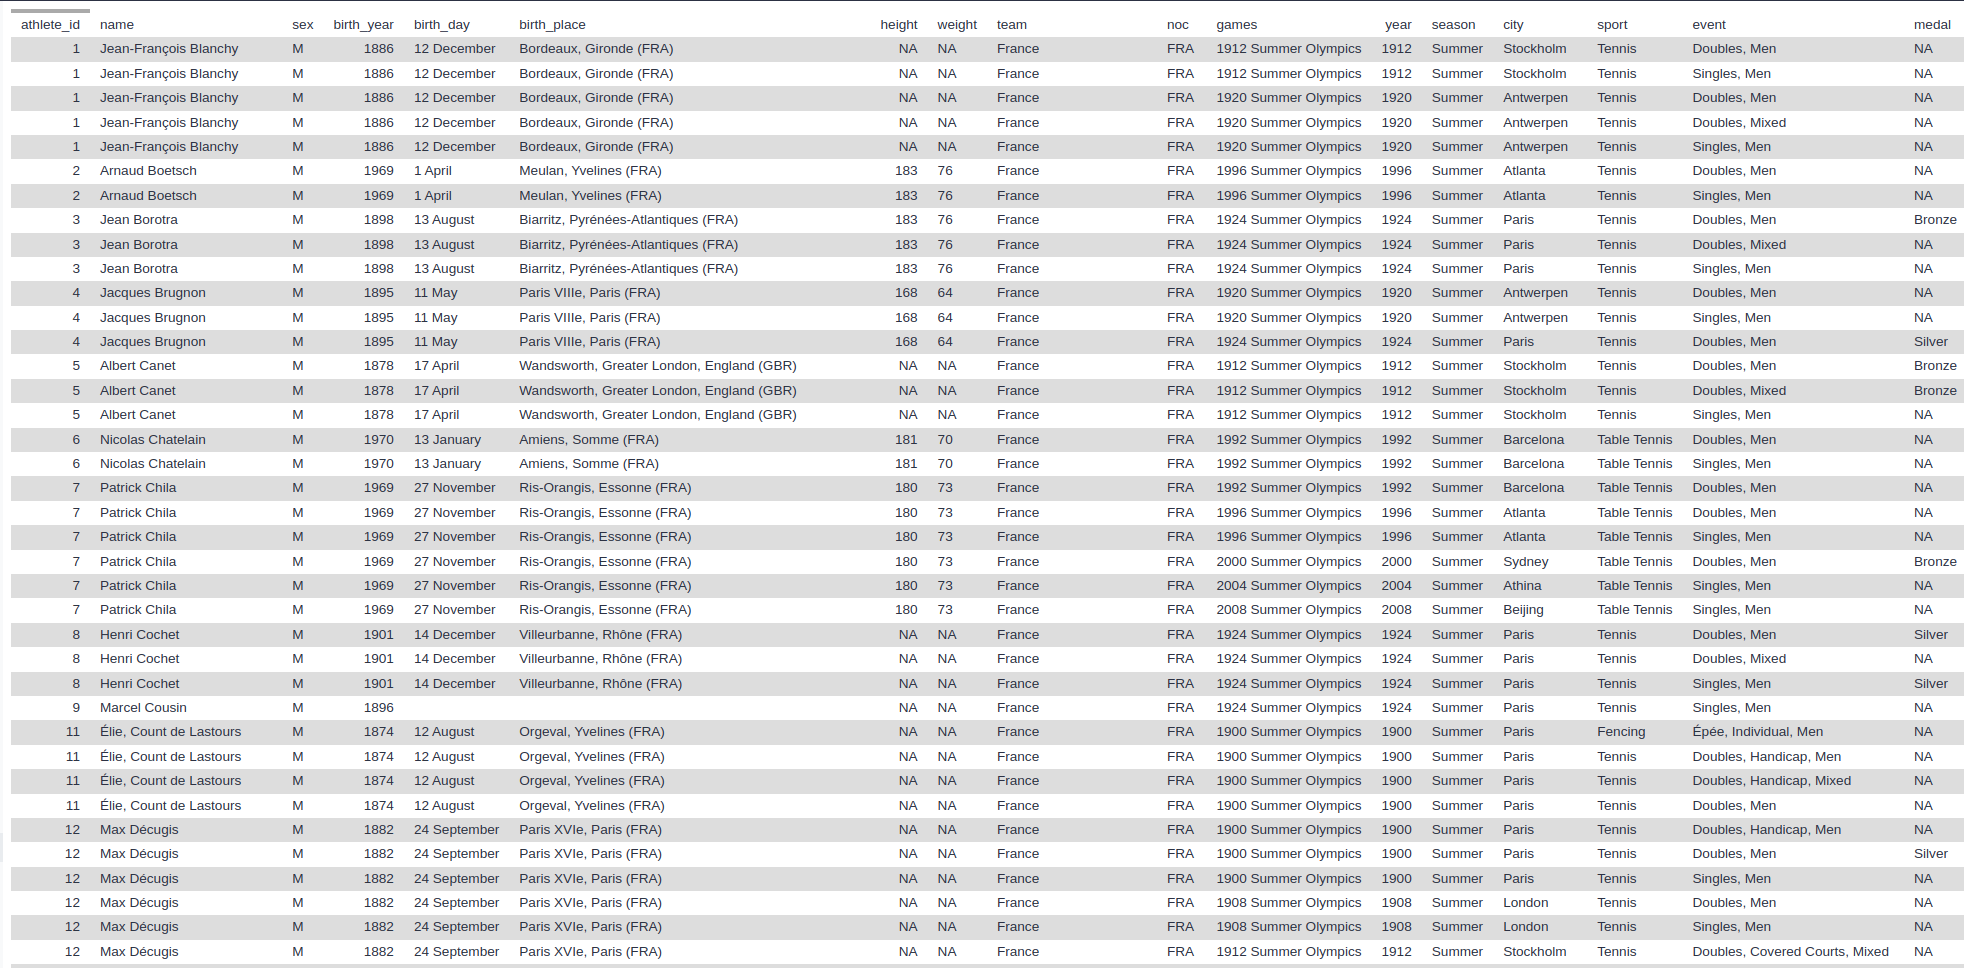 athlete_id name sex birth_year birth_day birth_place height weight team noc games year season city sport event medal
1 Jean-François Blanchy M 1886 12 December Bordeaux, Gironde (FRA) NA NA France FRA 1912 Summer Olympics 1912 Summer Stockholm Tennis Doubles, Men NA
1 Jean-François Blanchy M 1886 12 December Bordeaux, Gironde (FRA) NA NA France FRA 1912 Summer Olympics 1912 Summer Stockholm Tennis Singles, Men NA
1 Jean-François Blanchy M 1886 12 December Bordeaux, Gironde (FRA) NA NA France FRA 1920 Summer Olympics 1920 Summer Antwerpen Tennis Doubles, Men NA
1 Jean-François Blanchy M 1886 12 December Bordeaux, Gironde (FRA) NA NA France FRA 1920 Summer Olympics 1920 Summer Antwerpen Tennis Doubles, Mixed NA
1 Jean-François Blanchy M 1886 12 December Bordeaux, Gironde (FRA) NA NA France FRA 1920 Summer Olympics 1920 Summer Antwerpen Tennis Singles, Men NA
2 Arnaud Boetsch M 1969 1 April Meulan, Yvelines (FRA) 183 76 France FRA 1996 Summer Olympics 1996 Summer Atlanta Tennis Doubles, Men NA
2 Arnaud Boetsch M 1969 1 April Meulan, Yvelines (FRA) 183 76 France FRA 1996 Summer Olympics 1996 Summer Atlanta Tennis Singles, Men NA
3 Jean Borotra M 1898 13 August Biarritz, Pyrénées-Atlantiques (FRA) 183 76 France FRA 1924 Summer Olympics 1924 Summer Paris Tennis Doubles, Men Bronze
3 Jean Borotra M 1898 13 August Biarritz, Pyrénées-Atlantiques (FRA) 183 76 France FRA 1924 Summer Olympics 1924 Summer Paris Tennis Doubles, Mixed NA
3 Jean Borotra M 1898 13 August Biarritz, Pyrénées-Atlantiques (FRA) 183 76 France FRA 1924 Summer Olympics 1924 Summer Paris Tennis Singles, Men NA
4 Jacques Brugnon M 1895 11 May Paris VIIIe, Paris (FRA) 168 64 France FRA 1920 Summer Olympics 1920 Summer Antwerpen Tennis Doubles, Men NA
4 Jacques Brugnon M 1895 11 May Paris VIIIe, Paris (FRA) 168 64 France FRA 1920 Summer Olympics 1920 Summer Antwerpen Tennis Singles, Men NA
4 Jacques Brugnon M 1895 11 May Paris VIIIe, Paris (FRA) 168 64 France FRA 1924 Summer Olympics 1924 Summer Paris Tennis Doubles, Men Silver
5 Albert Canet M 1878 17 April Wandsworth, Greater London, England (GBR) NA NA France FRA 1912 Summer Olympics 1912 Summer Stockholm Tennis Doubles, Men Bronze
5 Albert Canet M 1878 17 April Wandsworth, Greater London, England (GBR) NA NA France FRA 1912 Summer Olympics 1912 Summer Stockholm Tennis Doubles, Mixed Bronze
5 Albert Canet M 1878 17 April Wandsworth, Greater London, England (GBR) NA NA France FRA 1912 Summer Olympics 1912 Summer Stockholm Tennis Singles, Men NA
6 Nicolas Chatelain M 1970 13 January Amiens, Somme (FRA) 181 70 France FRA 1992 Summer Olympics 1992 Summer Barcelona Table Tennis Doubles, Men NA
6 Nicolas Chatelain M 1970 13 January Amiens, Somme (FRA) 181 70 France FRA 1992 Summer Olympics 1992 Summer Barcelona Table Tennis Singles, Men NA
7 Patrick Chila M 1969 27 November Ris-Orangis, Essonne (FRA) 180 73 France FRA 1992 Summer Olympics 1992 Summer Barcelona Table Tennis Doubles, Men NA
7 Patrick Chila M 1969 27 November Ris-Orangis, Essonne (FRA) 180 73 France FRA 1996 Summer Olympics 1996 Summer Atlanta Table Tennis Doubles, Men NA
7 Patrick Chila M 1969 27 November Ris-Orangis, Essonne (FRA) 180 73 France FRA 1996 Summer Olympics 1996 Summer Atlanta Table Tennis Singles, Men NA
7 Patrick Chila M 1969 27 November Ris-Orangis, Essonne (FRA) 180 73 France FRA 2000 Summer Olympics 2000 Summer Sydney Table Tennis Doubles, Men Bronze
7 Patrick Chila M 1969 27 November Ris-Orangis, Essonne (FRA) 180 73 France FRA 2004 Summer Olympics 2004 Summer Athina Table Tennis Singles, Men NA
7 Patrick Chila M 1969 27 November Ris-Orangis, Essonne (FRA) 180 73 France FRA 2008 Summer Olympics 2008 Summer Beijing Table Tennis Singles, Men NA
8 Henri Cochet M 1901 14 December Villeurbanne, Rhône (FRA) NA NA France FRA 1924 Summer Olympics 1924 Summer Paris Tennis Doubles, Men Silver
8 Henri Cochet M 1901 14 December Villeurbanne, Rhône (FRA) NA NA France FRA 1924 Summer Olympics 1924 Summer Paris Tennis Doubles, Mixed NA
8 Henri Cochet M 1901 14 December Villeurbanne, Rhône (FRA) NA NA France FRA 1924 Summer Olympics 1924 Summer Paris Tennis Singles, Men Silver
9 Marcel Cousin M 1896 NA NA France FRA 1924 Summer Olympics 1924 Summer Paris Tennis Singles, Men NA
11 Élie, Count de Lastours M 1874 12 August Orgeval, Yvelines (FRA) NA NA France FRA 1900 Summer Olympics 1900 Summer Paris Fencing Épée, Individual, Men NA
11 Élie, Count de Lastours M 1874 12 August Orgeval, Yvelines (FRA) NA NA France FRA 1900 Summer Olympics 1900 Summer Paris Tennis Doubles, Handicap, Men NA
11 Élie, Count de Lastours M 1874 12 August Orgeval, Yvelines (FRA) NA NA France FRA 1900 Summer Olympics 1900 Summer Paris Tennis Doubles, Handicap, Mixed NA
11 Élie, Count de Lastours M 1874 12 August Orgeval, Yvelines (FRA) NA NA France FRA 1900 Summer Olympics 1900 Summer Paris Tennis Doubles, Men NA
12 Max Décugis M 1882 24 September Paris XVIe, Paris (FRA) NA NA France FRA 1900 Summer Olympics 1900 Summer Paris Tennis Doubles, Handicap, Men NA
12 Max Décugis M 1882 24 September Paris XVIe, Paris (FRA) NA NA France FRA 1900 Summer Olympics 1900 Summer Paris Tennis Doubles, Men Silver
12 Max Décugis M 1882 24 September Paris XVIe, Paris (FRA) NA NA France FRA 1900 Summer Olympics 1900 Summer Paris Tennis Singles, Men NA
12 Max Décugis M 1882 24 September Paris XVIe, Paris (FRA) NA NA France FRA 1908 Summer Olympics 1908 Summer London Tennis Doubles, Men NA
12 Max Décugis M 1882 24 September Paris XVIe, Paris (FRA) NA NA France FRA 1908 Summer Olympics 1908 Summer London Tennis Singles, Men NA
12 Max Décugis M 1882 24 September Paris XVIe, Paris (FRA) NA NA France FRA 1912 Summer Olympics 1912 Summer Stockholm Tennis Doubles, Covered Courts, Mixed NA